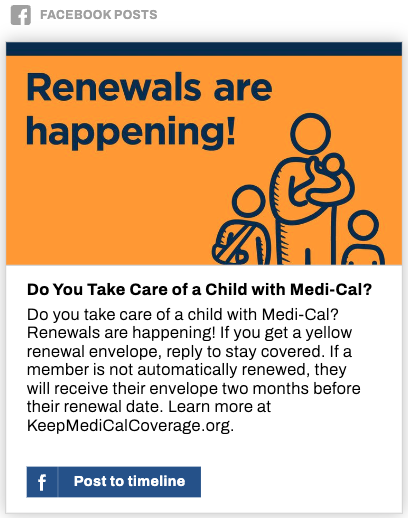 FACEBOOK POSTS
Renewals are
happening!
Do You Take Care of a Child with Medi-Cal?
Do you take care of a child with Medi-Cal?
Renewals are happening! If you get a yellow
renewal envelope, reply to stay covered. If a
member is not automatically renewed, they
will receive their envelope two months before
their renewal date. Learn more at
KeepMediCalCoverage.org.
Post to timeline